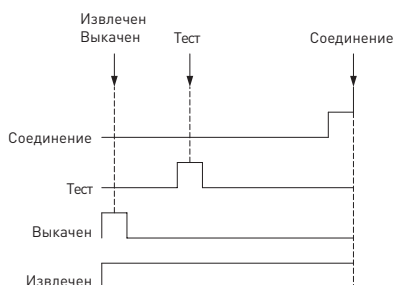 Извлечен
Выкачен
Тест
Соединение
Соединение
Тест
Выкачен
Извлечен